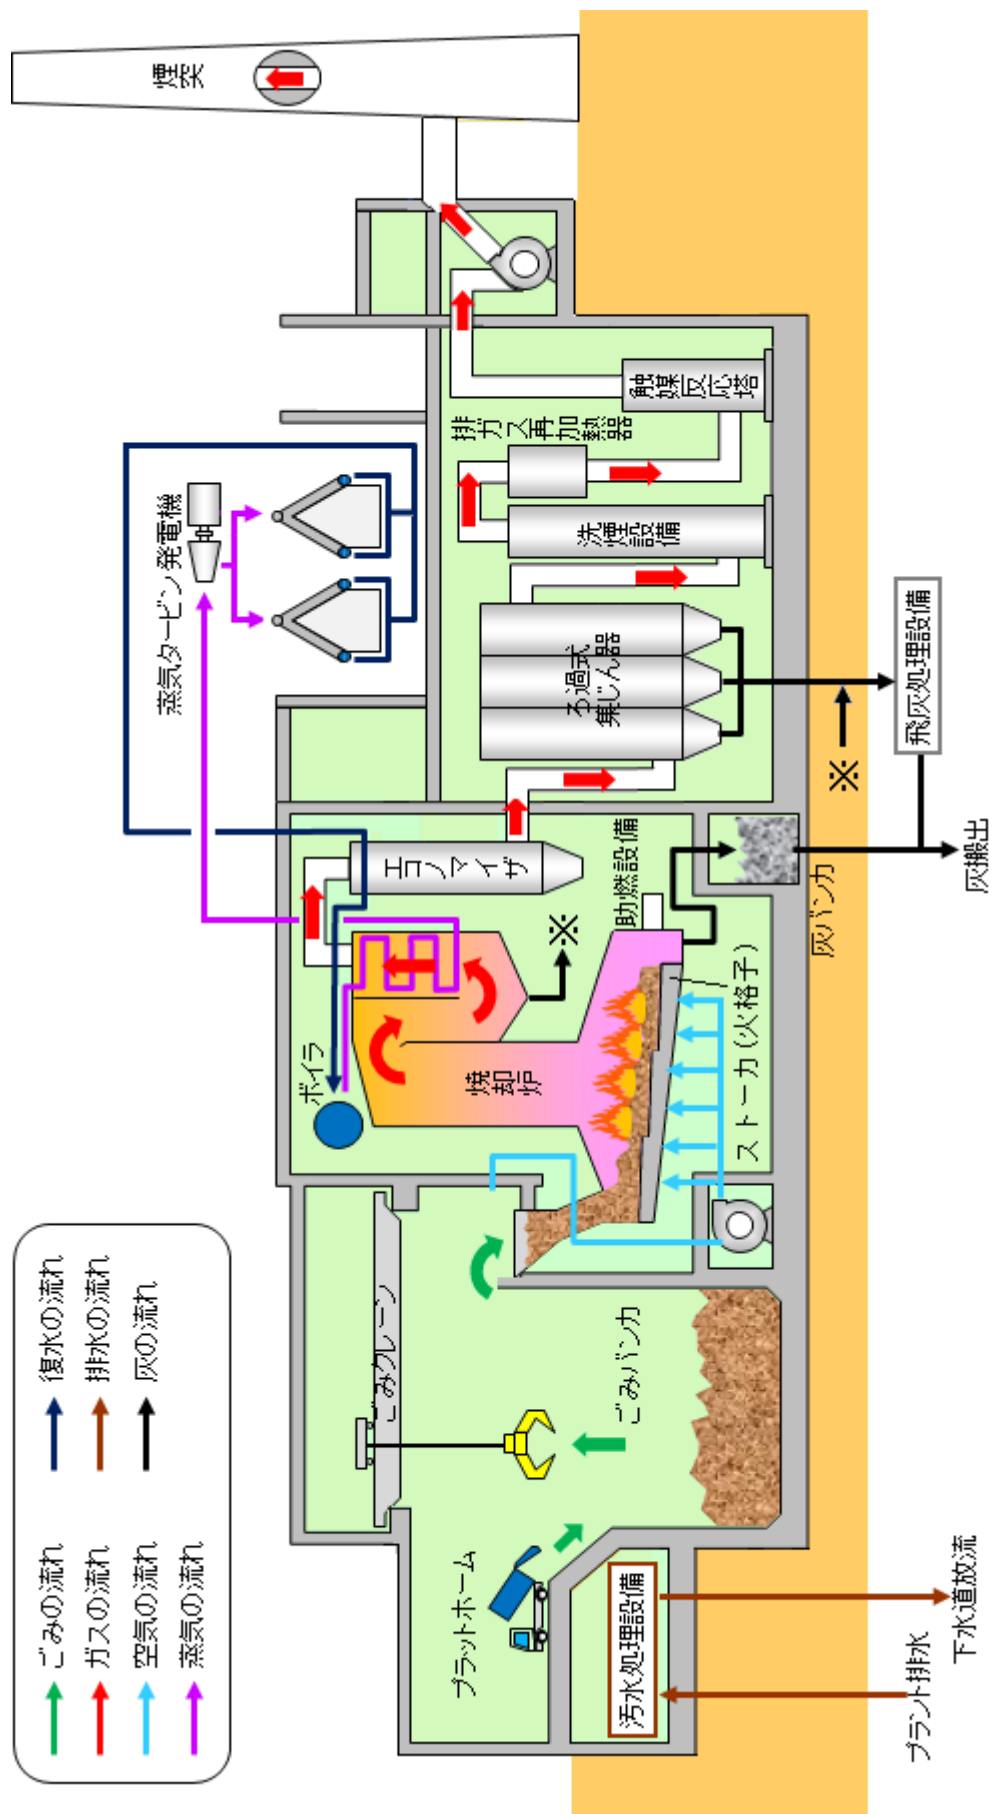 ごみの流れ
ガスの流れ
空気の流れ
蒸気の流れ
復水の流れ
排水の流れ
灰の流れ
プラットホーム
汚水処理設備
プラント排水
下水道放流
ごみクレーン
ごみバンカ
ボイラ
焼却炉
ストーカ(火格子)
助燃設備
エコノマイザ
※
灰バンカ
灰搬出
蒸気タービン発電機
ろ過式
集じん器
※
飛灰処理設備
洗煙設備
排ガス再加熱器
触媒反応塔
煙突